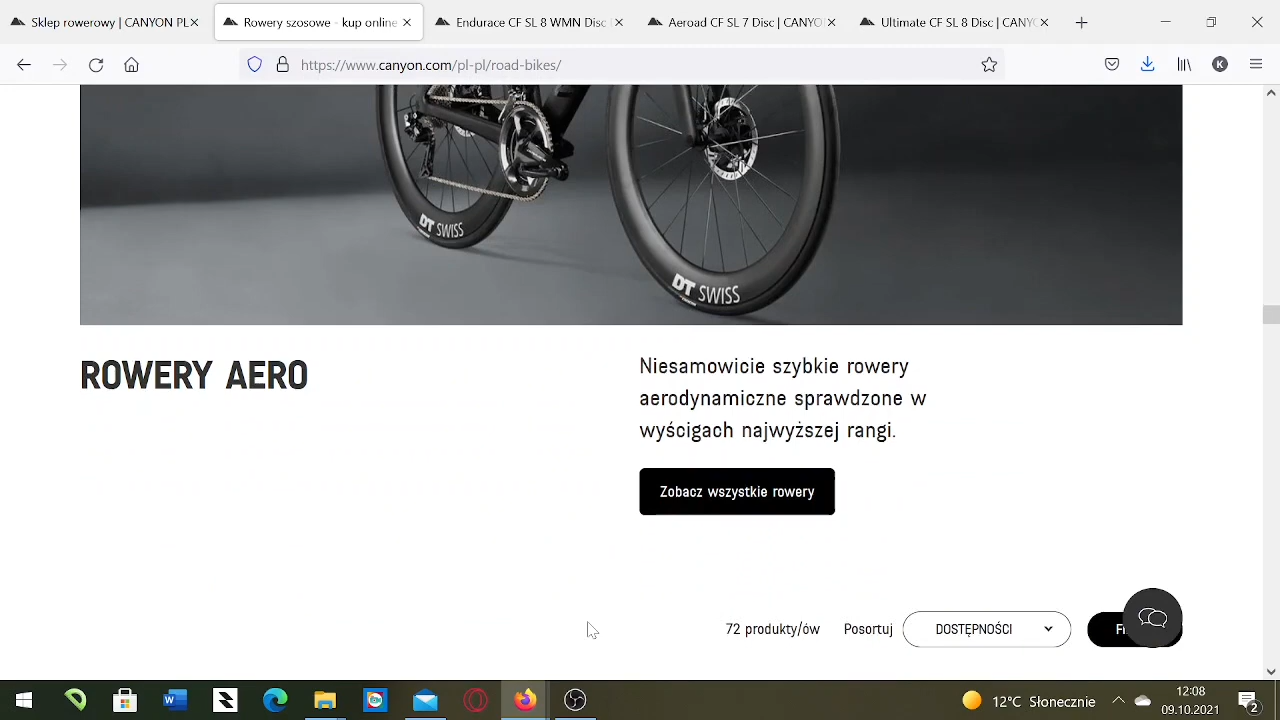 Sklep rowerowy | CANYON PL
Rowery szosowe - kup online
Endurace CF SL 8 WMN Disc
Aeroad CF SL 7 Disc | CANYO
Ultimate CF SL 8 Disc | CANYO
https://www.canyon.com/pl-pl/road-bikes/
K
DT SWISS
DT SWISS
ROWERY AERO
Niesamowicie szybkie rowery
aerodynamiczne sprawdzone w
wyścigach najwyższej rangi.
Zobacz wszystkie rowery
72 produkty/ów
Posortuj
DOSTĘPNOŚCI
12°C Słonecznie
12:08
09.10.2021
2